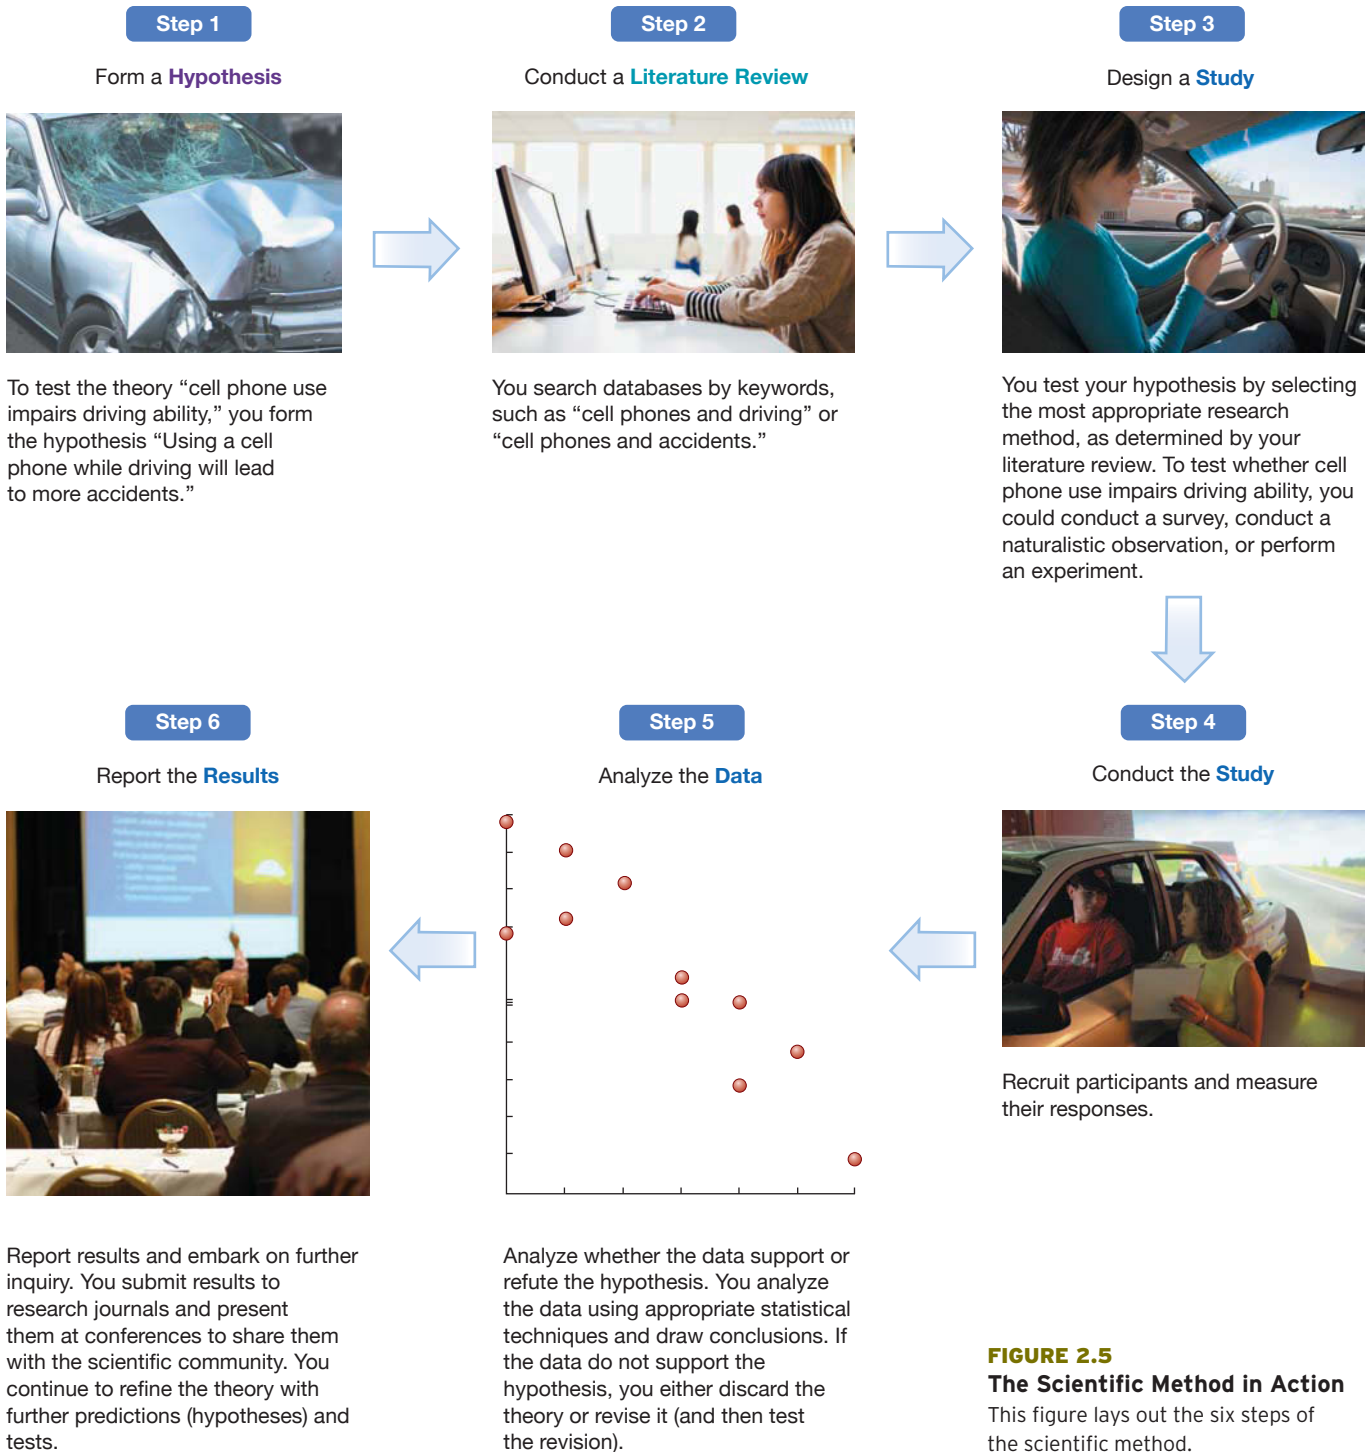 Step 1
Form a Hypothesis
To test the theory “cell phone use
impairs driving ability,” you form
the hypothesis “Using a cell
phone while driving will lead
to more accidents.”
Step 2
Conduct a Literature Review
You search databases by keywords,
such as “cell phones and driving” or
“cell phones and accidents.”
Step 3
Design a Study
You test your hypothesis by selecting
the most appropriate research
method, as determined by your
literature review. To test whether cell
phone use impairs driving ability, you
could conduct a survey, conduct a
naturalistic observation, or perform
an experiment.
Step 4
Conduct the Study
Recruit participants and measure
their responses.
Step 5
Analyze the Data
Analyze whether the data support or
refute the hypothesis. You analyze
the data using appropriate statistical
techniques and draw conclusions. If
the data do not support the
hypothesis, you either discard the
theory or revise it (and then test
the revision).
Step 6
Report the Results
Report results and embark on further
inquiry. You submit results to
research journals and present
them at conferences to share them
with the scientific community. You
continue to refine the theory with
further predictions (hypotheses) and
tests.
FIGURE 2.5
The Scientific Method in Action
This figure lays out the six steps of
the scientific method.